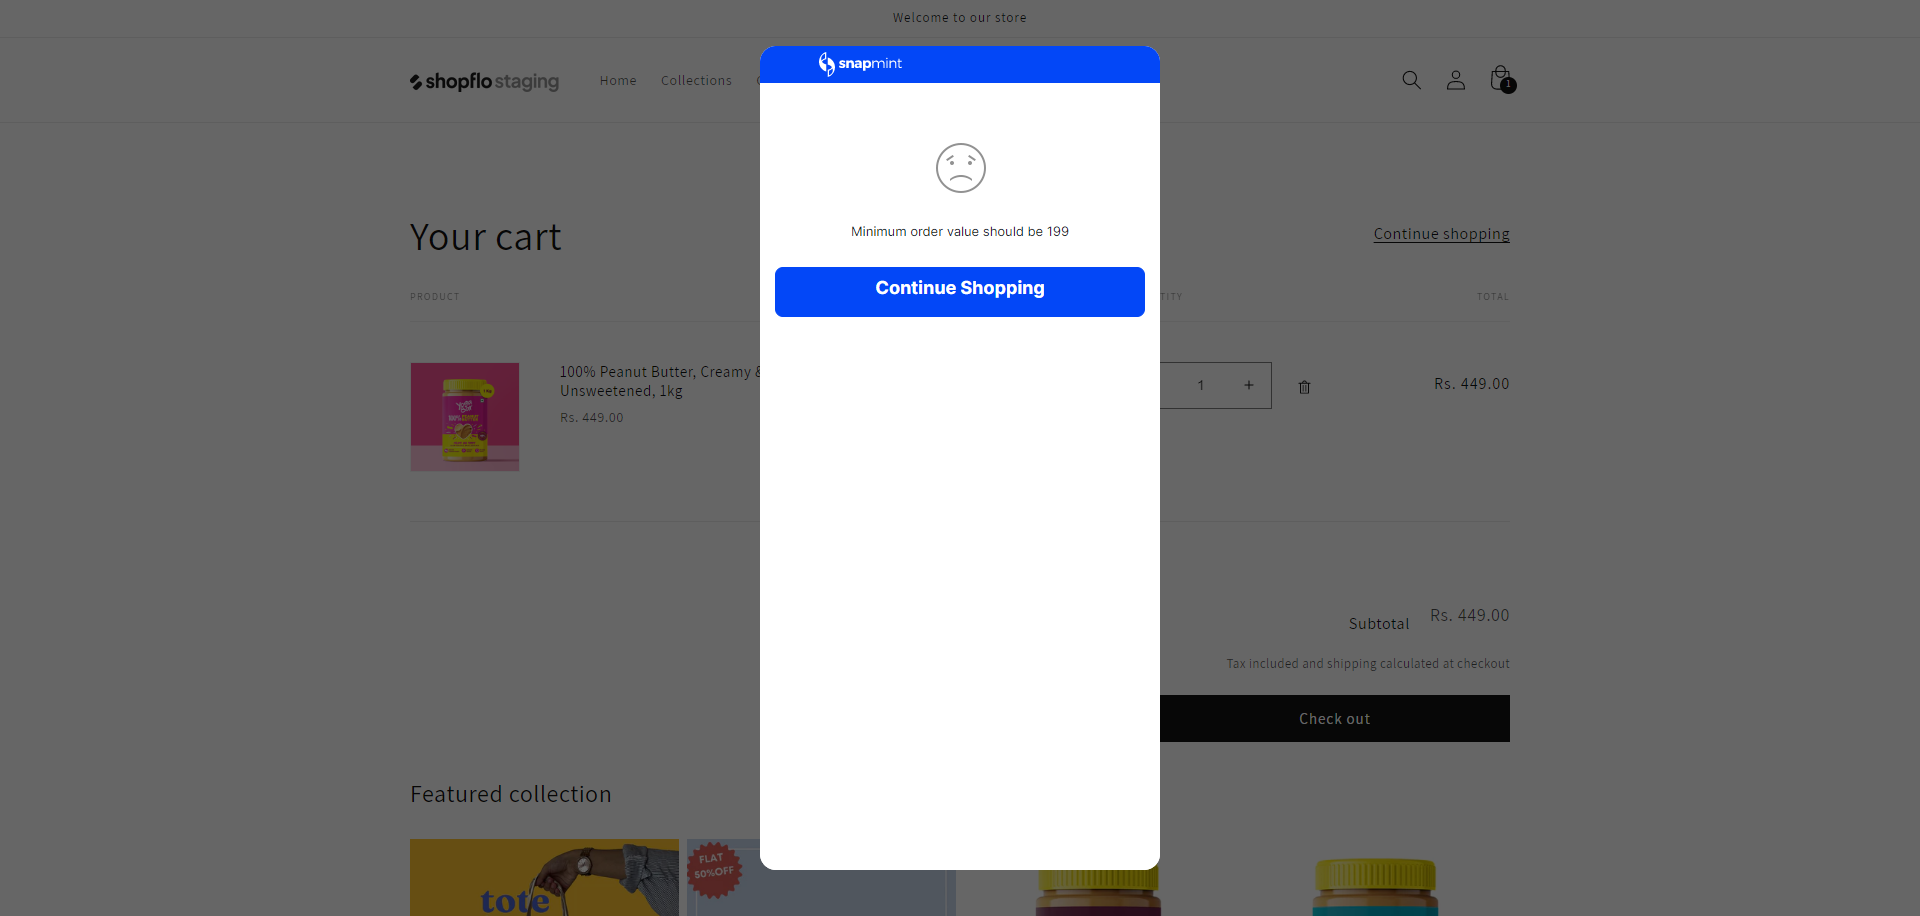 Welcome to our store
snapmint
shopflo staging
Home
Collections
1
Minimum order value should be 199
Your cart
Continue shopping
Continue Shopping
PRODUCT
TITY
TOTAL
100% Peanut Butter, Creamy &
Unsweetened, 1kg
Rs. 449.00
1
+
Rs. 449.00
Subtotal
Rs. 449.00
Tax included and shipping calculated at checkout
Check out
Featured collection
FLAT
50%OFF
tote